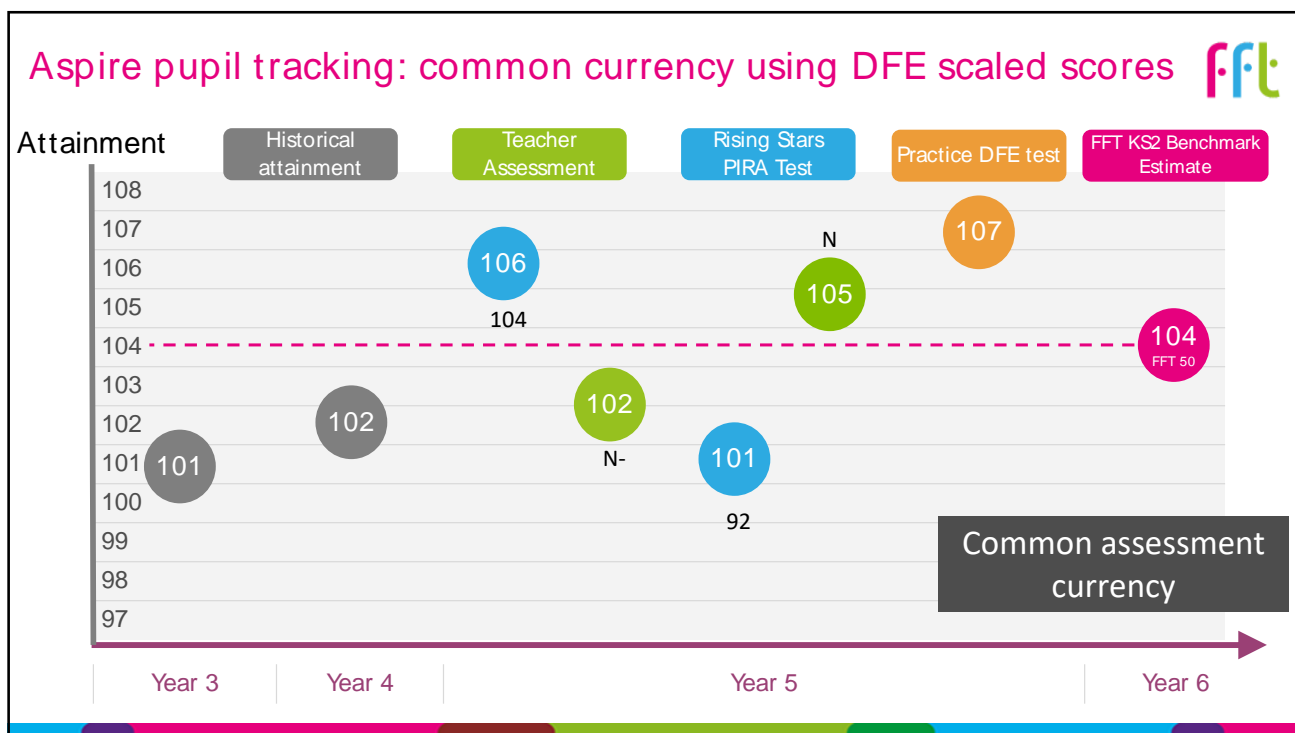 Aspire pupil tracking: common currency using DFE scaled scores
fft
Attainment
Historical
attainment
Teacher
Assessment
Rising Stars
PIRA Test
Practice DFE test
FFT KS2 Benchmark
Estimate
108
107
106
105
104
103
102
101
100
99
98
97
101
102
106
104
102
N-
101
92
N
105
107
104
FFT 50
Common assessment
currency
Year 3
Year 4
Year 5
Year 6